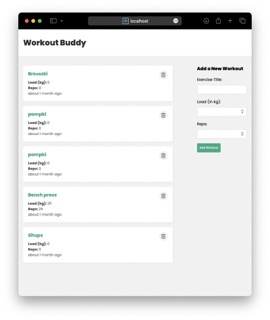 localhost
Workout Buddy
Brzuszki
Load (kg): 0
Reps: 0
about 1 month ago
pompki
Load (kg): 0
Reps: 0
about 1 month ago
pompki
Load (kg): 0
Reps: 0
about 1 month ago
Bench press
Load (kg): 25
Reps: 20
about 1 month ago
Situps
Load (kg): 0
Reps: 0
about 1 month ago
Add a New Workout
Exercise Title:
Load (in kg):
Reps:
Add Workout